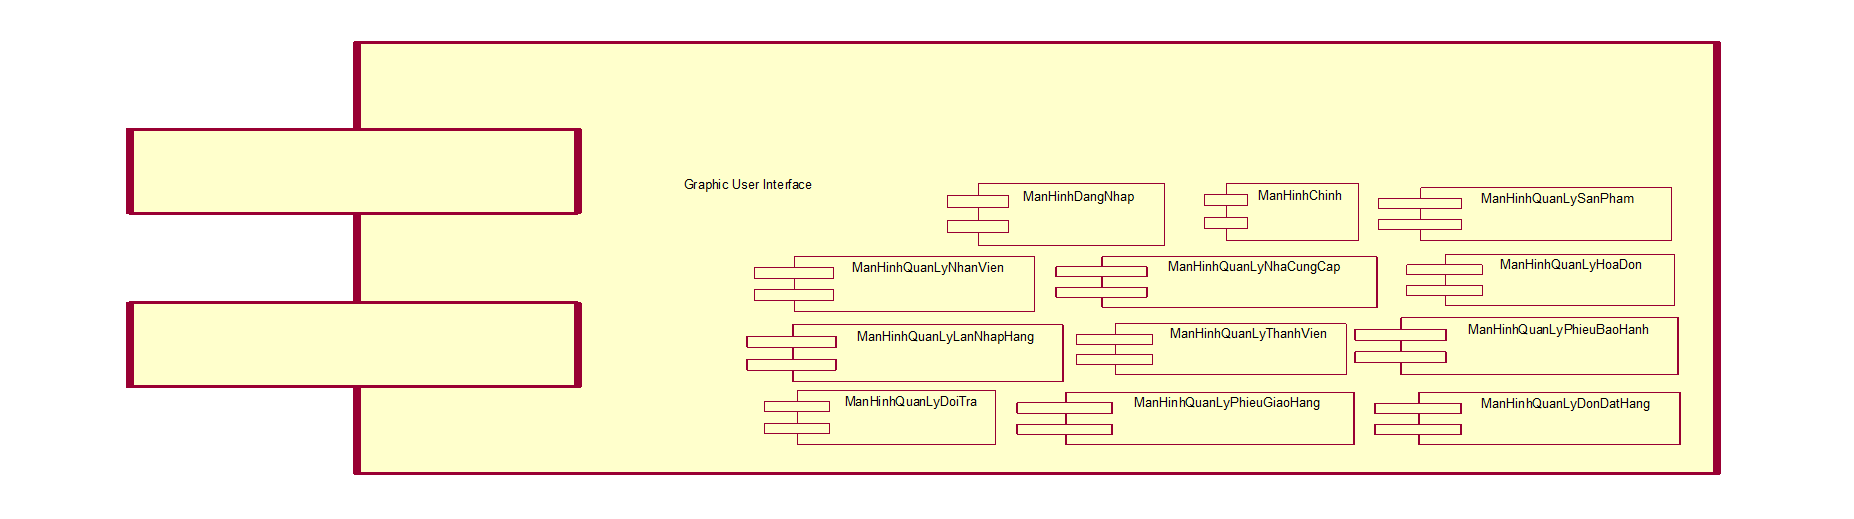 Graphic User Interface
ManHinhDangNhap
ManHinhChinh
ManHinhQuanLySanPham
ManHinhQuanLyNhanVien
ManHinhQuanLyNhaCungCap
ManHinhQuanLyHoaDon
ManHinhQuanLyLanNhapHang
ManHinhQuanLyThanhVien
ManHinhQuanLyPhieuBaoHanh
ManHinhQuanLyDoiTra
ManHinhQuanLyPhieuGiaoHang
ManHinhQuanLyDonDatHang